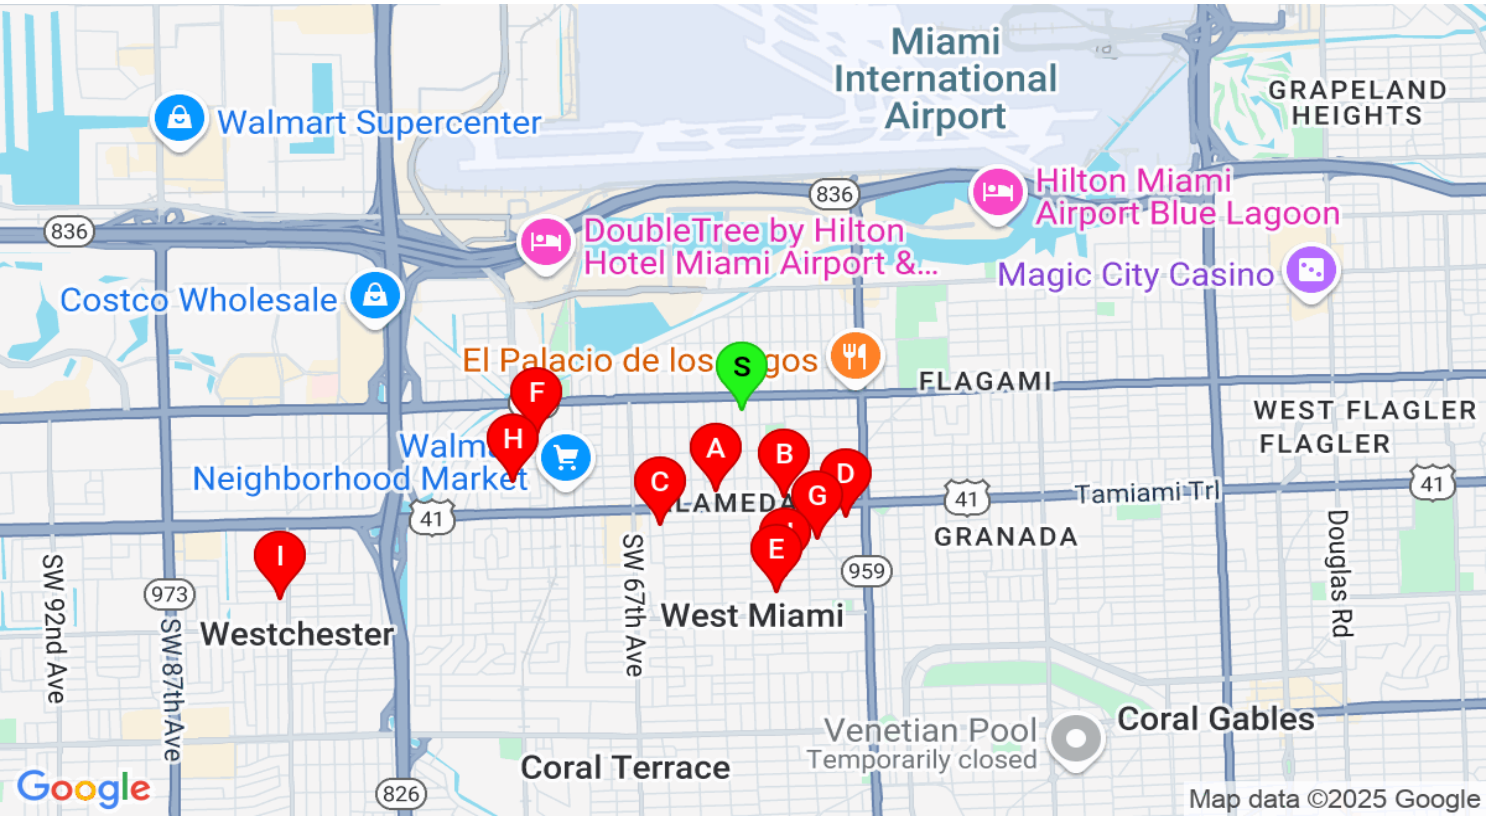 Miami
International
Airport
GRAPELAND
HEIGHTS
Walmart Supercenter
836
Hilton Miami
Airport Blue Lagoon
836
DoubleTree by Hilton
Hotel Miami Airport &...
Magic City Casino
Costco Wholesale
El Palacio de los gos
S
FLAGAMI
F
WEST FLAGLER
FLAGLER
H
Walm
Neighborhood Market
A
B
C
D
G
LAMEDA
41
41
Tamiami Trl
41
GRANADA
E
I
SW 92nd Ave
973
SW 87th Ave
Westchester
SW 67th Ave
West Miami
959
Douglas Rd
Venetian Pool
Temporarily closed
Coral Gables
Coral Terrace
826
Google
Map data ©2025 Google